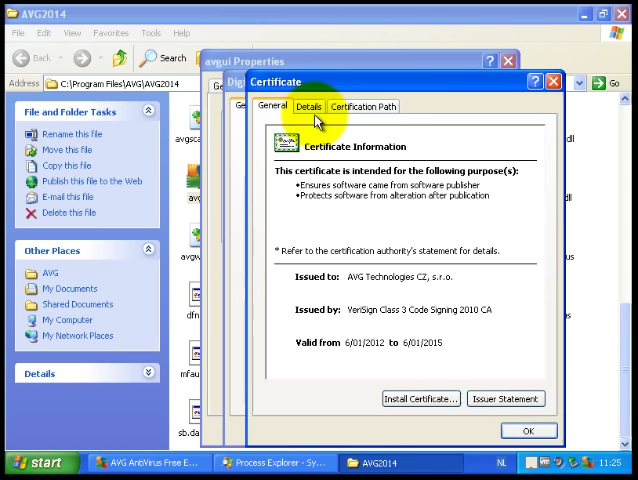 AVG2014
File Edit View Favorites Tools Help
Back Search
Address C:\Program Files\AVG\AVG2014 Go
avgui Properties
Certificate
General Details Certification Path
Certificate Information
This certificate is intended for the following purpose(s):
•Ensures software came from software publisher
•Protects software from alteration after publication
* Refer to the certification authority's statement for details.
Issued to: AVG Technologies CZ, s.r.o.
Issued by: VeriSign Class 3 Code Signing 2010 CA
Valid from 6/01/2012 to 6/01/2015
Install Certificate... Issuer Statement
OK
File and Folder Tasks
Rename this file
Move this file
Copy this file
Publish this file to the Web
E-mail this file
Delete this file
Other Places
AVG
My Documents
Shared Documents
My Computer
My Network Places
Details
start AVG AntiVirus Free E... Process Explorer - Sy... AVG2014 NL 11:25